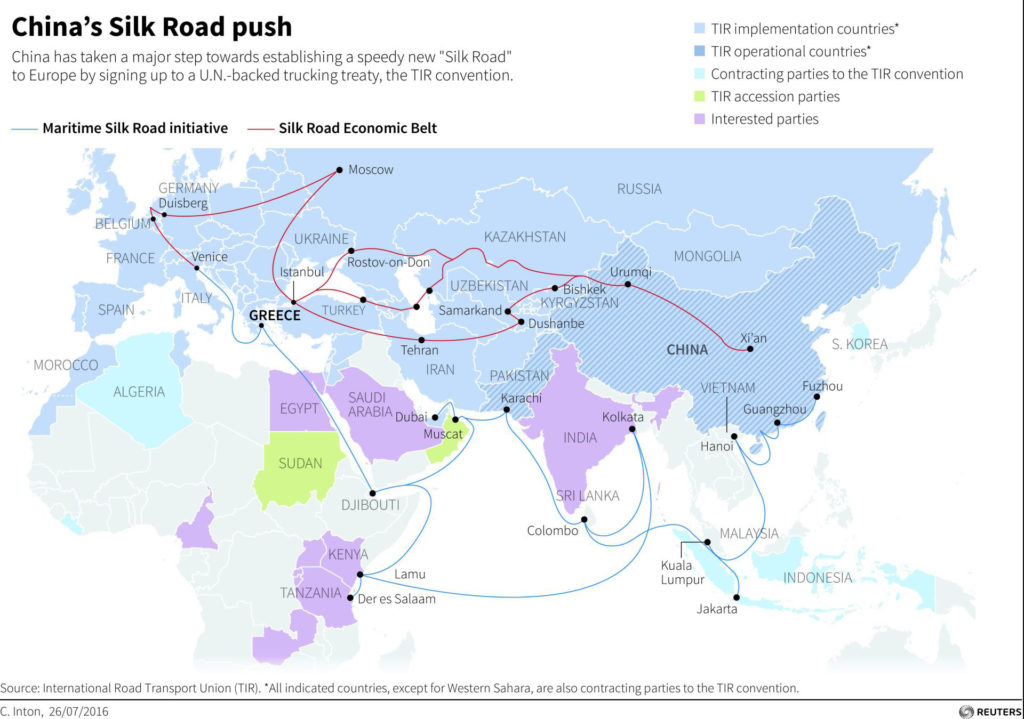 China's Silk Road push
China has taken a major step towards establishing a speedy new "Silk Road"
to Europe by signing up to a U.N.-backed trucking treaty, the TIR convention.
TIR implementation countries*
TIR operational countries*
Contracting parties to the TIR convention
TIR accession parties
Interested parties
Maritime Silk Road initiative
Silk Road Economic Belt
Moscow
GERMANY
Duisberg
RUSSIA
BELGIUM
UKRAINE
KAZAKHSTAN
FRANCE
Venice
Rostov-on-Don
MONGOLIA
Istanbul
Urumqi
UZBEKISTAN
Bishkek
ITALY
KYRGYZSTAN
SPAIN
GREECE
TURKEY
Samarkand
Dushanbe
Xi'an
S. KOREA
Tehran
CHINA
MOROCCO
IRAN
PAKISTAN
VIETNAM
Fuzhou
ALGERIA
SAUDI
ARABIA
Karachi
EGYPT
Dubai
Kolkata
Guangzhou
Muscat
INDIA
Hanoi
SUDAN
DJIBOUTI
SRI LANKA
Colombo
MALAYSIA
KENYA
Lamu
Kuala
Lumpur
INDONESIA
TANZANIA
Der es Salaam
Jakarta
Source: International Road Transport Union (TIR). *All indicated countries, except for Western Sahara, are also contracting parties to the TIR convention.
C. Inton, 26/07/2016
REUTERS